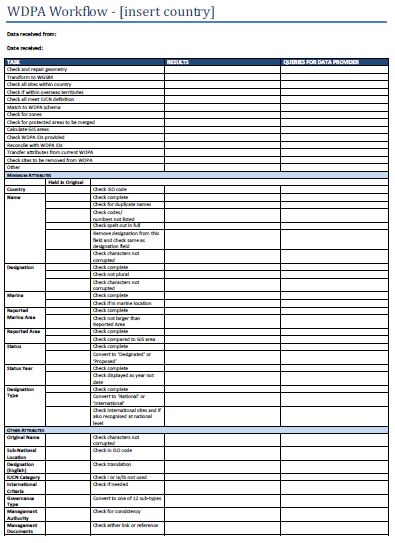 WDPA Workflow - [insert country]
Data received from:
Date received:
TASK RESULTS QUERIES FOR DATA PROVIDER
Check and repair geometry
Transform to WGS84
Check all sites within country
Check if within overseas territories
Check all meet IUCN definition
Match to WDPA schema
Check for zones
Check for protected areas to be merged
Calculate GIS areas
Check WDPA IDs provided
Reconcile with WDPA IDs
Transfer attributes from current WDPA
Check sites to be removed from WDPA
Other
MINIMUM ATTRIBUTES
Field in Original
Country Check ISO code
Name Check complete
Check for duplicate names
Check codes/
numbers not listed
Check spelt out in full
Remove designation from this
field and check same as
designation field
Check characters not
corrupted
Designation Check complete
Check not plural
Check characters not
corrupted
Marine Check complete
Check if in marine location
Reported Check complete
Marine Area Check not larger than
Reported Area
Reported Area Check complete
Check compared to GIS area
Status Check complete
Convert to "Designated" or
"Proposed"
Status Year Check complete
Check displayed as year not
date
Designation Check complete
Type Convert to "National" or
"International"
Check international sites and if
also recognised at national
level
OTHER ATTRIBUTES
Original Name Check characters not
corrupted
Sub-National Check in ISO code
Location
Designation Check translation
(English)
IUCN Category Check I or Ia/Ib not used
International Check if needed
Criteria
Governance Convert to one of 12 sub-types
Type
Management Check for consistency
Authority
Management Check either link or reference
Documents